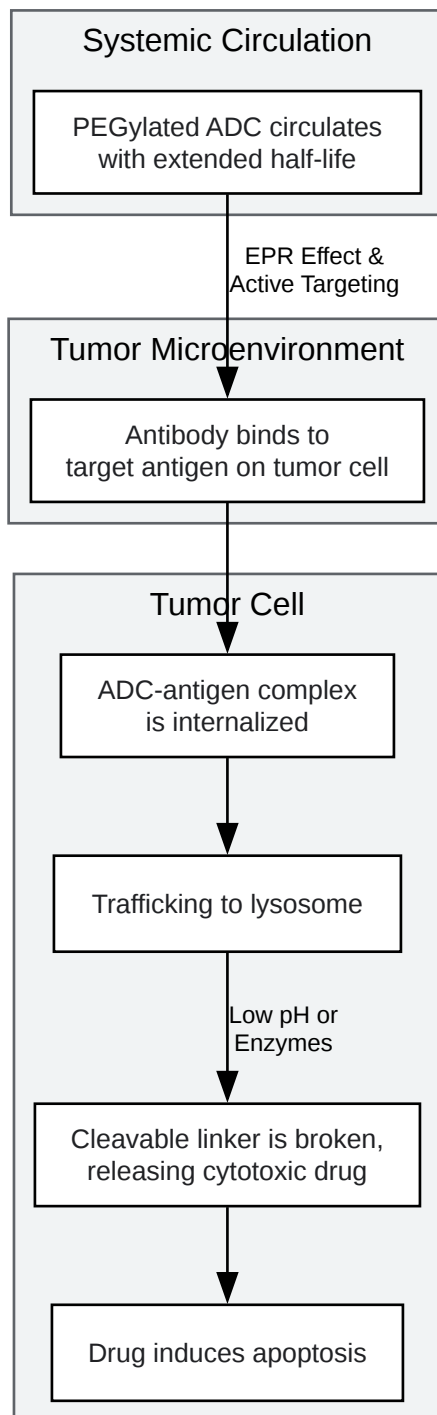 Systemic Circulation
PEGylated ADC circulates
with extended half-life
EPR Effect &
Active Targeting
Tumor Microenvironment
Antibody binds to
target antigen on tumor cell
Tumor Cell
ADC-antigen complex
is internalized
Trafficking to lysosome
Low pH or
Enzymes
Cleavable linker is broken,
releasing cytotoxic drug
Drug induces apoptosis